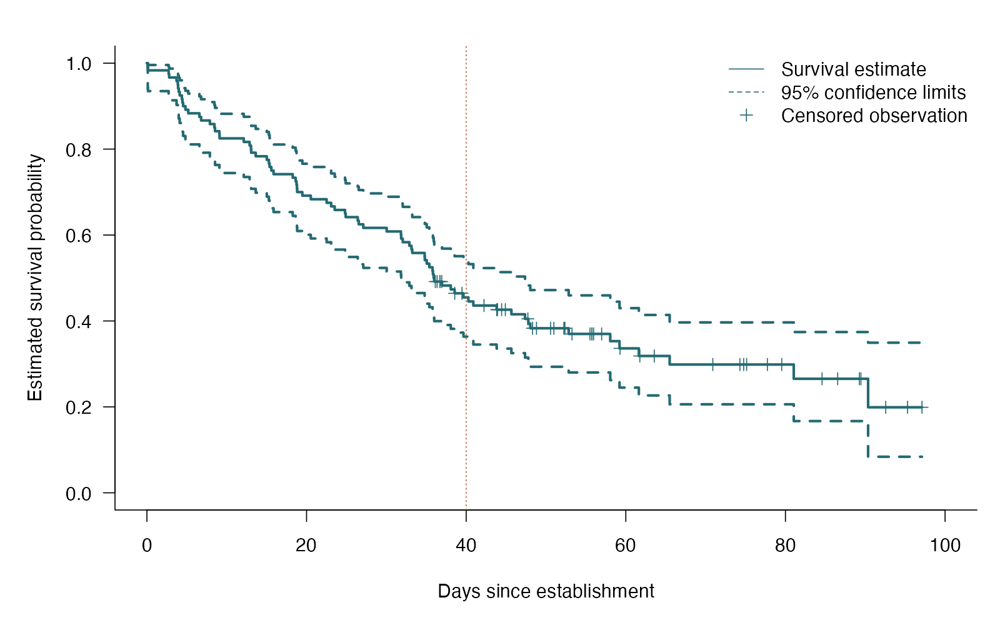 Survival estimate
95% confidence limits
Censored observation
1.0
0.8
0.6
0.4
0.2
0.0
Estimated survival probability
0 20 40 60 80 100
Days since establishment